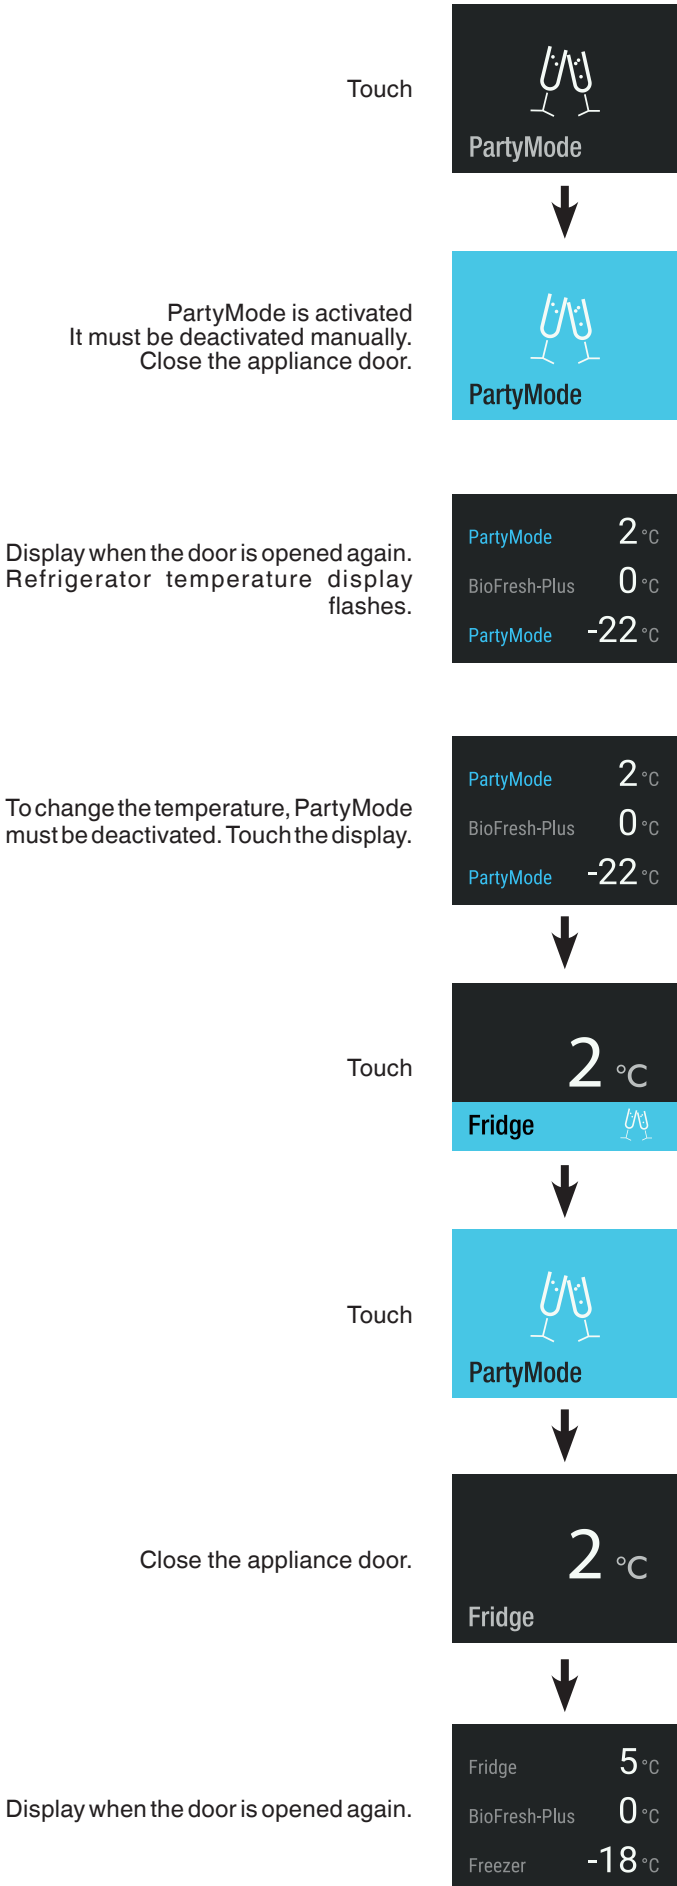 Touch
PartyMode
PartyMode is activated
It must be deactivated manually.
Close the appliance door.
PartyMode
Display when the door is opened again.
Refrigerator temperature display
flashes.
PartyMode 2 °C
BioFresh-Plus 0 °C
PartyMode -22 °C
To change the temperature, PartyMode
must be deactivated. Touch the display.
PartyMode 2 °C
BioFresh-Plus 0 °C
PartyMode -22 °C
Touch
2 °C
Fridge
Touch
PartyMode
Close the appliance door.
2 °C
Fridge
Display when the door is opened again.
Fridge 5 °C
BioFresh-Plus 0 °C
Freezer -18 °C